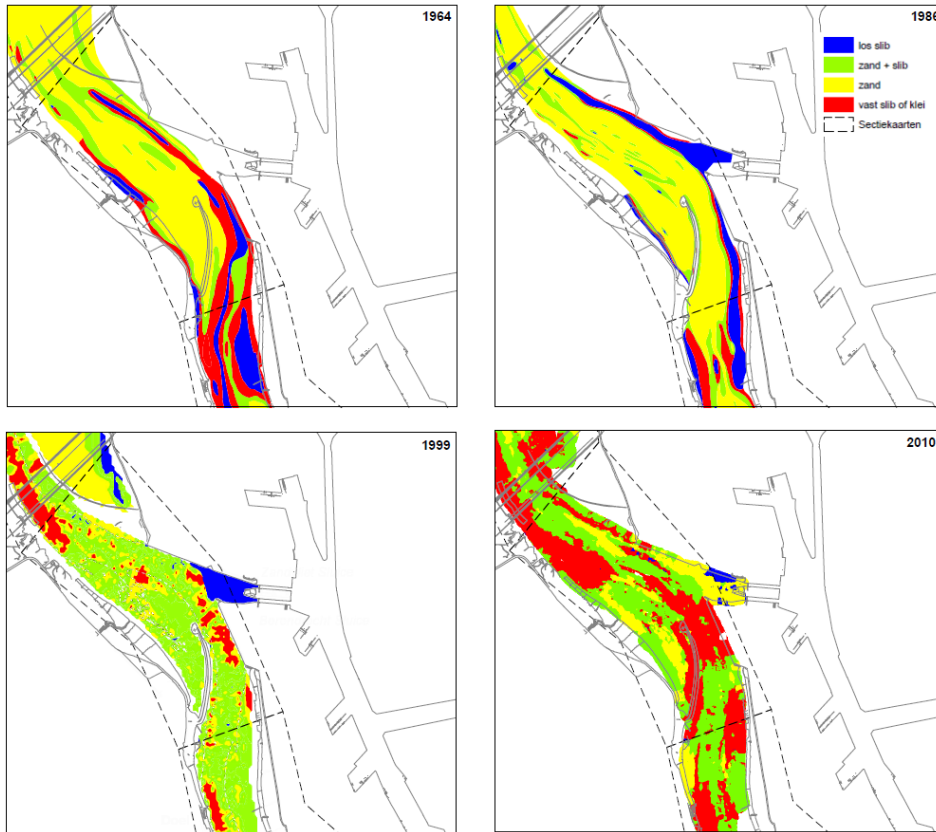 1964
1986
los slib
zand + slib
zand
vast slib of klei
Sectiekaarten
1999
2010